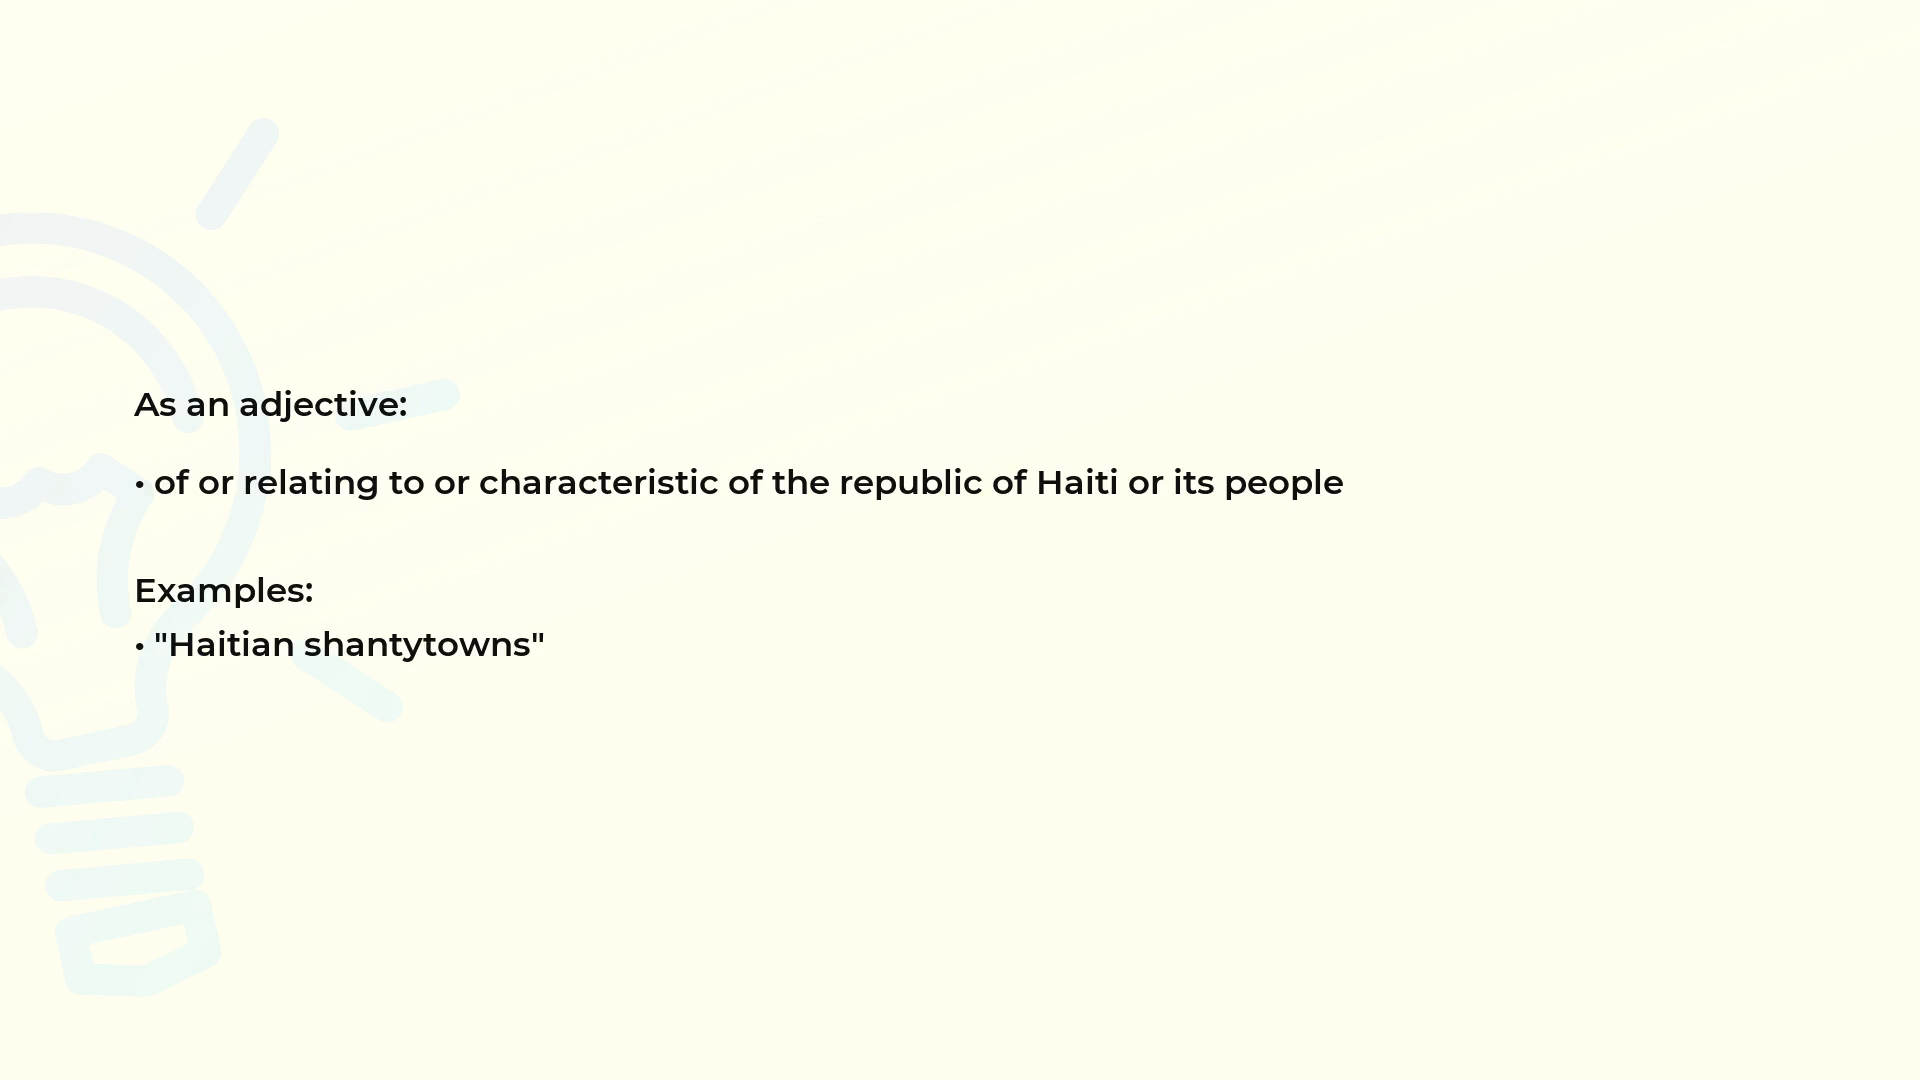 As an adjective:
• of or relating to or characteristic of the republic of Haiti or its people
Examples:
• "Haitian shantytowns"